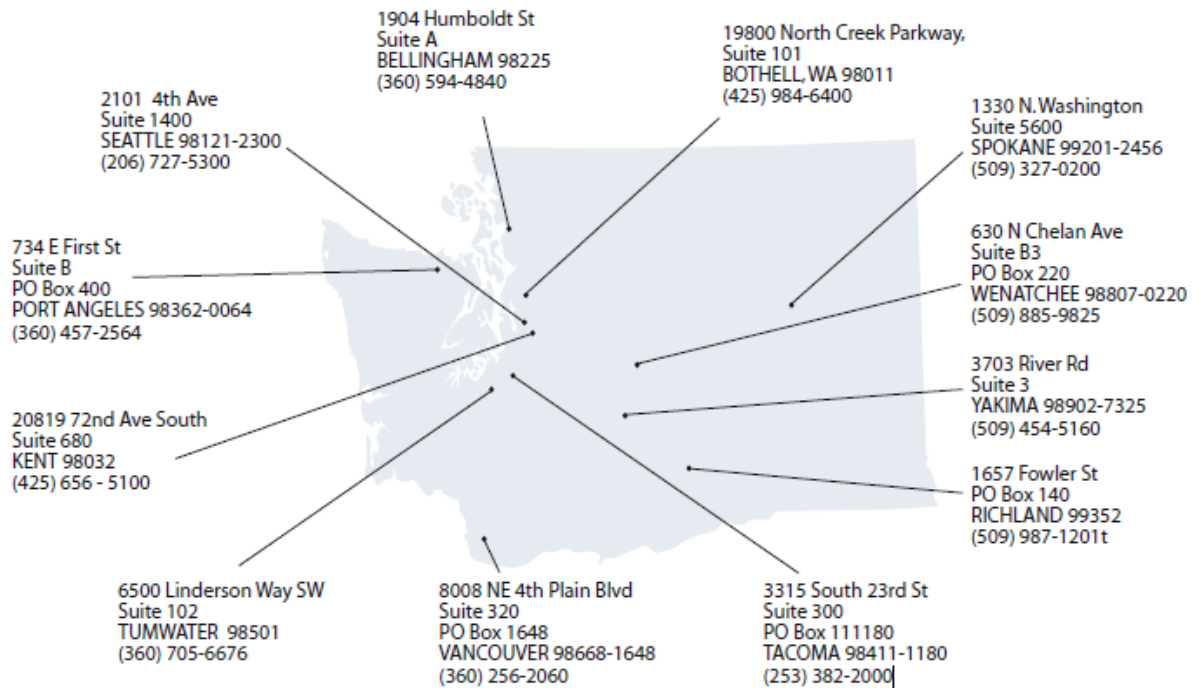 1904 Humboldt St
Suite A
BELLINGHAM 98225
(360) 594-4840
19800 North Creek Parkway,
Suite 101
BOTHELL, WA 98011
(425) 984-6400
2101 4th Ave
Suite 1400
SEATTLE 98121-2300
(206) 727-5300
1330 N. Washington
Suite 5600
SPOKANE 99201-2456
(509) 327-0200
734 E First St
Suite B
PO Box 400
PORT ANGELES 98362-0064
(360) 457-2564
630 N Chelan Ave
Suite B3
PO Box 220
WENATCHEE 98807-0220
(509) 885-9825
3703 River Rd
Suite 3
YAKIMA 98902-7325
(509) 454-5160
20819 72nd Ave South
Suite 680
KENT 98032
(425) 656 - 5100
1657 Fowler St
PO Box 140
RICHLAND 99352
(509) 987-1201t
6500 Linderson Way SW
Suite 102
TUMWATER 98501
(360) 705-6676
8008 NE 4th Plain Blvd
Suite 320
PO Box 1648
VANCOUVER 98668-1648
(360) 256-2060
3315 South 23rd St
Suite 300
PO Box 111180
TACOMA 98411-1180
(253) 382-2000